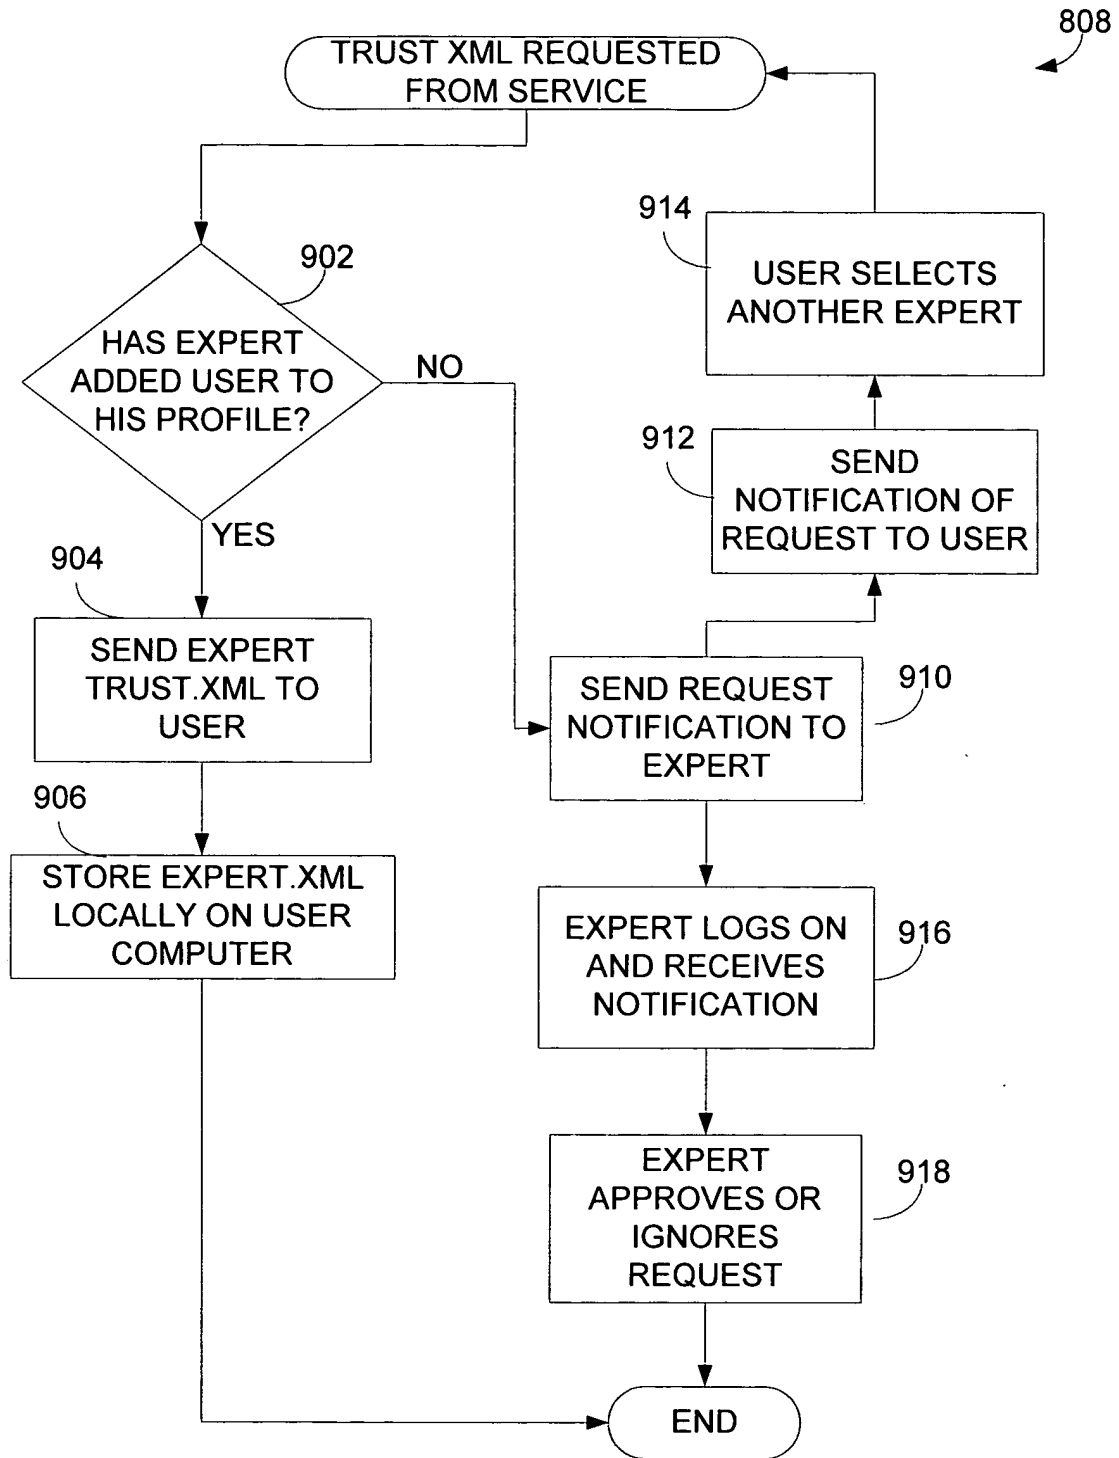 808
TRUST XML REQUESTED
FROM SERVICE
914
USER SELECTS
ANOTHER EXPERT
902
HAS EXPERT
ADDED USER TO
HIS PROFILE?
NO
YES
912
SEND
NOTIFICATION OF
REQUEST TO USER
904
SEND EXPERT
TRUST.XML TO
USER
910
SEND REQUEST
NOTIFICATION TO
EXPERT
906
STORE EXPERT.XML
LOCALLY ON USER
COMPUTER
916
EXPERT LOGS ON
AND RECEIVES
NOTIFICATION
918
EXPERT
APPROVES OR
IGNORES
REQUEST
END